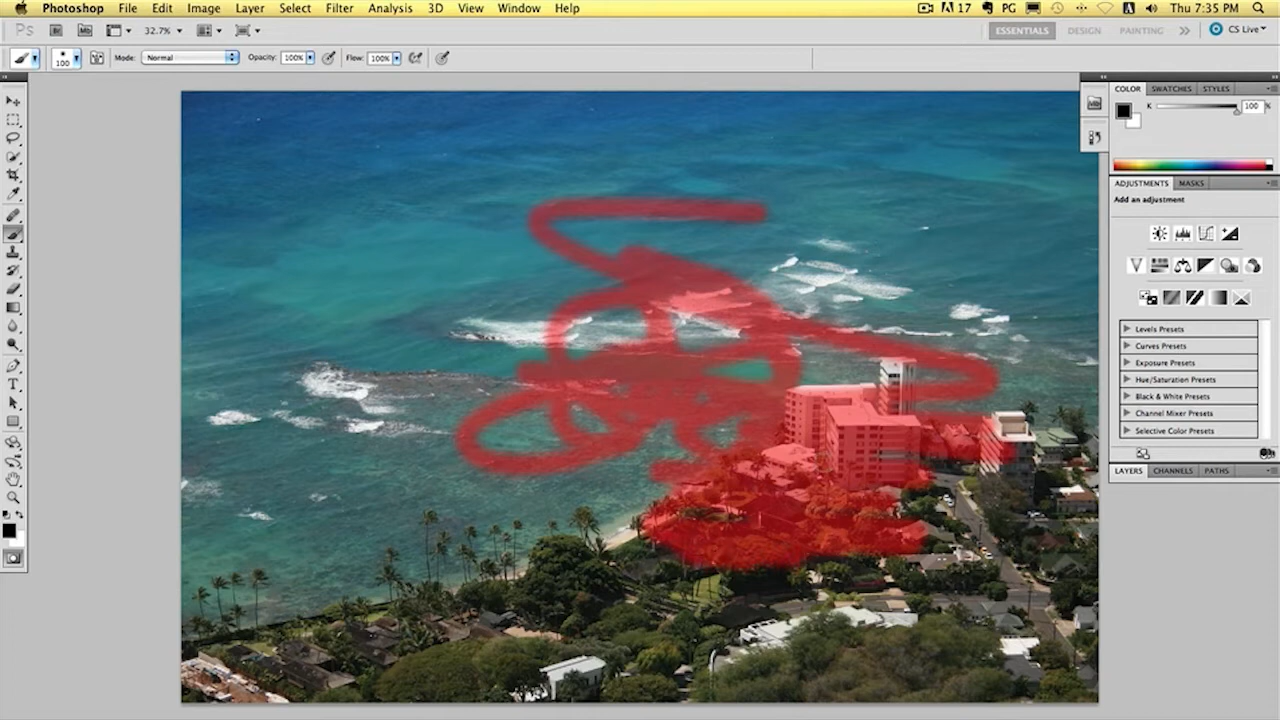 Photoshop File Edit Image Layer Select Filter Analysis 3D View Window Help 17 PG A Thu 7:35 PM
Ps Br Mb 32.7% ESSENTIALS DESIGN PAINTING CS Live
100 Mode: Normal Opacity: 100% Flow: 100%
COLOR SWATCHES STYLES
K 100 %
ADJUSTMENTS MASKS
Add an adjustment
Levels Presets
Curves Presets
Exposure Presets
Hue/Saturation Presets
Black & White Presets
Channel Mixer Presets
Selective Color Presets
LAYERS CHANNELS PATHS
T